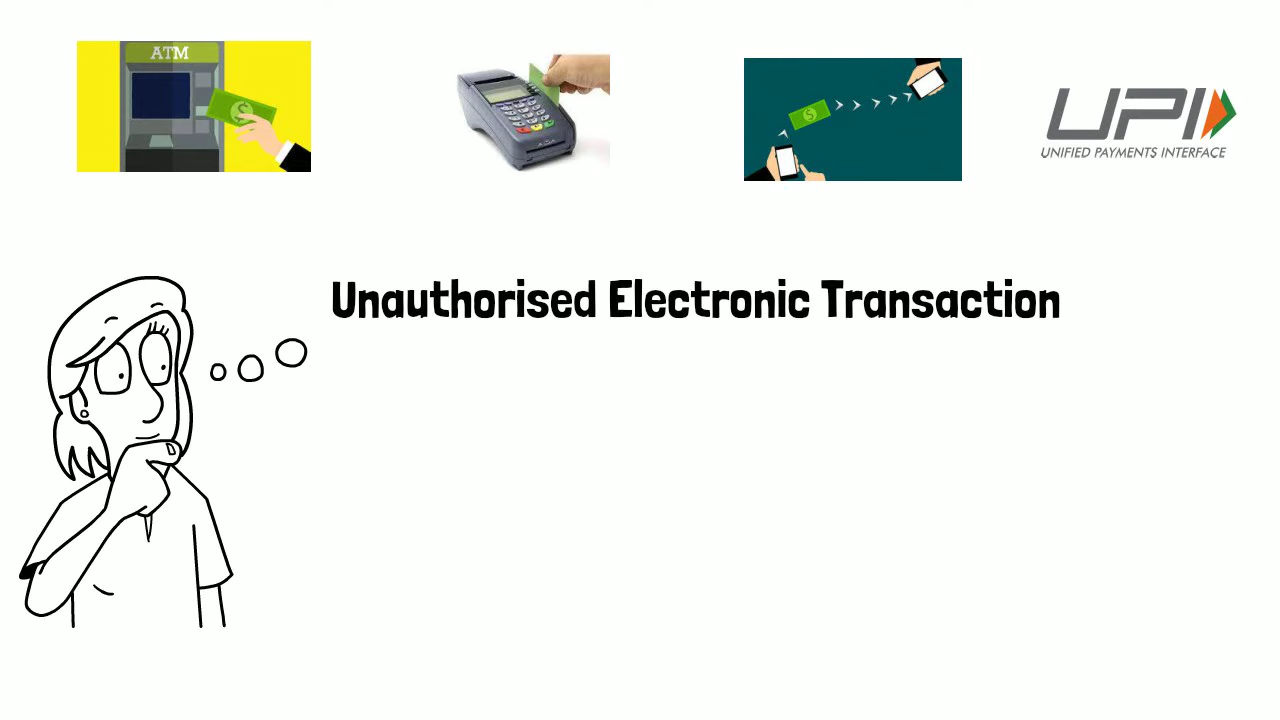 ATM
UPI
UNIFIED PAYMENTS INTERFACE
Unauthorised Electronic Transaction